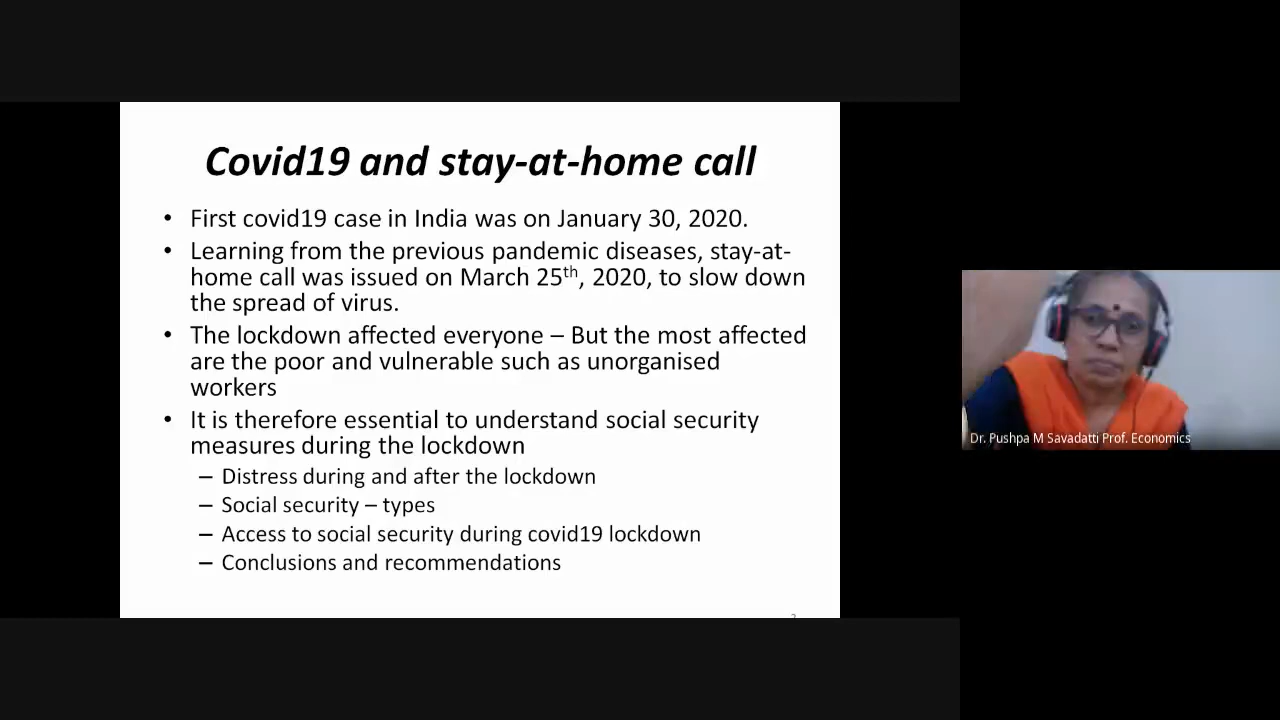 Covid19 and stay-at-home call
• First covid19 case in India was on January 30, 2020.
• Learning from the previous pandemic diseases, stay-at-
home call was issued on March 25th, 2020, to slow down
the spread of virus.
• The lockdown affected everyone – But the most affected
are the poor and vulnerable such as unorganised
workers
• It is therefore essential to understand social security
measures during the lockdown
– Distress during and after the lockdown
– Social security – types
– Access to social security during covid19 lockdown
– Conclusions and recommendations
Dr. Pushpa M Savadatti Prof. Economics